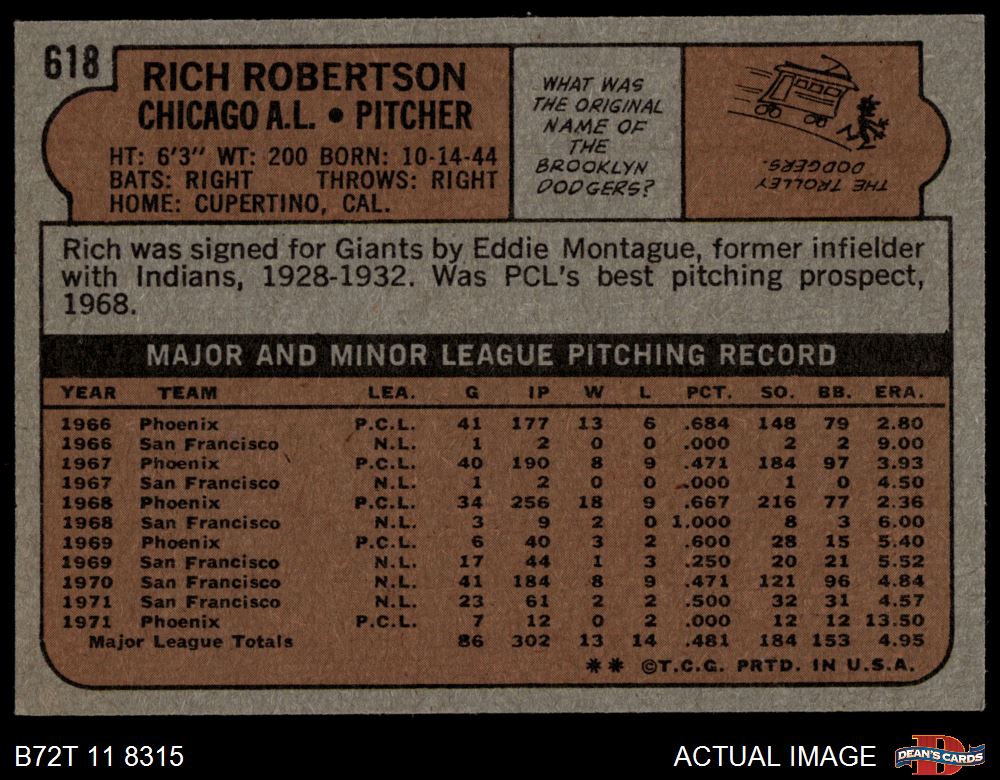 618
RICH ROBERTSON
CHICAGO A.L. • PITCHER
HT: 6'3" WT: 200 BORN: 10-14-44
BATS: RIGHT THROWS: RIGHT
HOME: CUPERTINO, CAL.
WHAT WAS
THE ORIGINAL
NAME OF
THE
BROOKLYN
DODGERS?
THE TROLLEY
DODGERS.
Rich was signed for Giants by Eddie Montague, former infielder
with Indians, 1928-1932. Was PCL's best pitching prospect,
1968.
MAJOR AND MINOR LEAGUE PITCHING RECORD
YEAR TEAM LEA. G IP W L PCT. SO. BB. ERA.
1966 Phoenix P.C.L. 41 177 13 6 .684 148 79 2.80
1966 San Francisco N.L. 1 2 0 0 .000 2 2 9.00
1967 Phoenix P.C.L. 40 190 8 9 .471 184 97 3.93
1967 San Francisco N.L. 1 2 0 0 .000 1 0 4.50
1968 Phoenix P.C.L. 34 256 18 9 .667 216 77 2.36
1968 San Francisco N.L. 3 9 2 0 1.000 8 3 6.00
1969 Phoenix P.C.L. 6 40 3 2 .600 28 15 5.40
1969 San Francisco N.L. 17 44 1 3 .250 20 21 5.52
1970 San Francisco N.L. 41 184 8 9 .471 121 96 4.84
1971 San Francisco N.L. 23 61 2 2 .500 32 31 4.57
1971 Phoenix P.C.L. 7 12 0 2 .000 12 12 13.50
Major League Totals 86 302 13 14 .481 184 153 4.95
** ©T.C.G. PRTD. IN U.S.A.
B72T 11 8315
ACTUAL IMAGE
D
DEAN'S CARDS